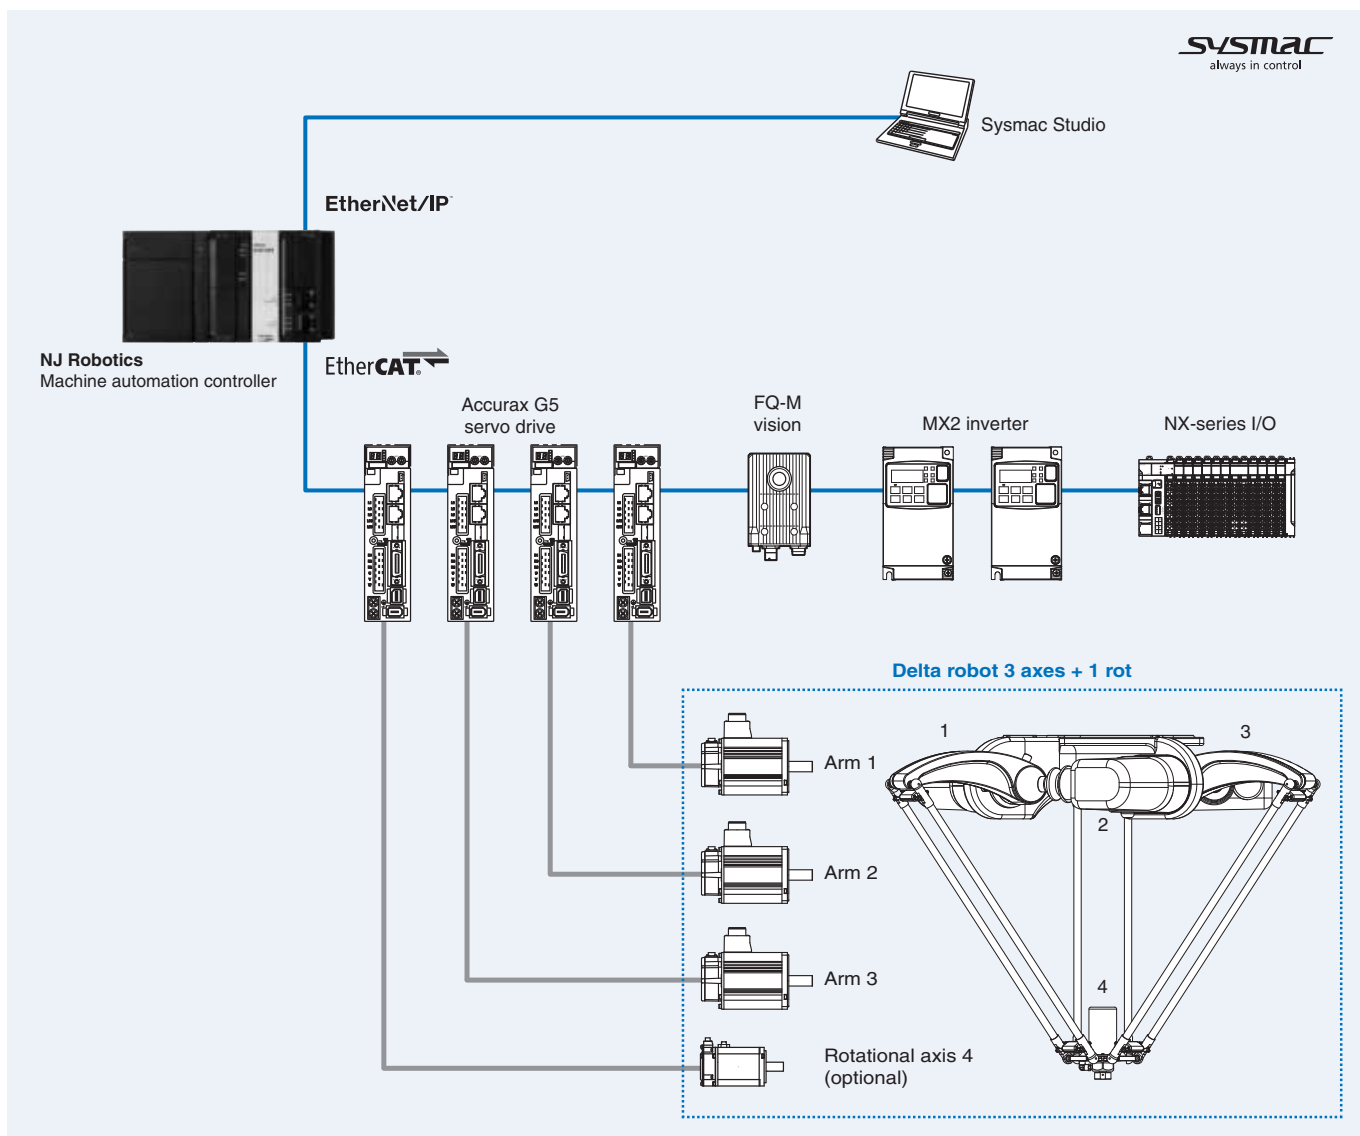 sysmac
always in control
Sysmac Studio
EtherNet/IP™
NJ Robotics
Machine automation controller
EtherCAT®
Accurax G5
servo drive
FQ-M
vision
MX2 inverter
NX-series I/O
Delta robot 3 axes + 1 rot
1
3
Arm 1
2
Arm 2
Arm 3
4
Rotational axis 4
(optional)